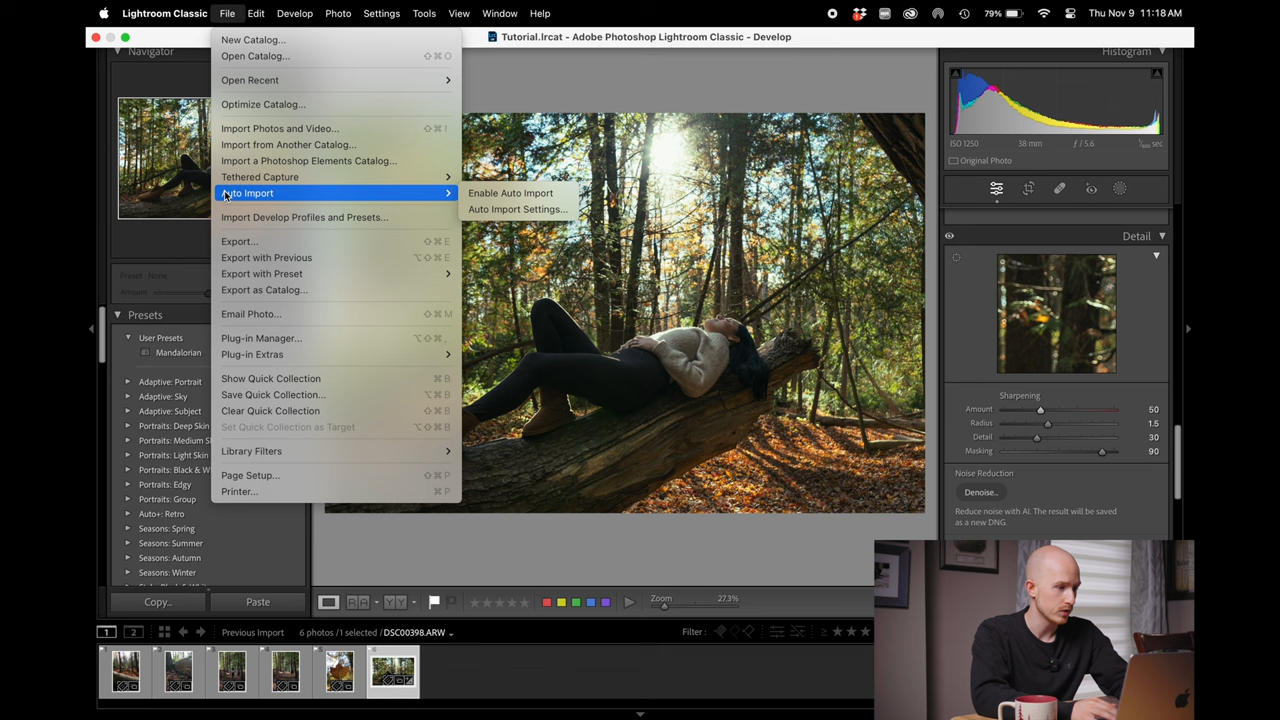 Lightroom Classic File Edit Develop Photo Settings Tools View Window Help 79% Thu Nov 9 11:18 AM
Tutorial.lrcat - Adobe Photoshop Lightroom Classic - Develop
Navigator
Histogram
New Catalog...
Open Catalog... ⇧⌘O
Open Recent
Optimize Catalog...
Import Photos and Video... ⇧⌘I
Import from Another Catalog...
Import a Photoshop Elements Catalog...
Tethered Capture
Auto Import
Enable Auto Import
Auto Import Settings...
Import Develop Profiles and Presets...
Export... ⇧⌘E
Export with Previous ⌥⇧⌘E
Export with Preset
Export as Catalog...
Email Photo... ⇧⌘M
Plug-in Manager... ⌥⇧⌘,
Plug-in Extras
Show Quick Collection ⌘B
Save Quick Collection... ⌥⌘B
Clear Quick Collection ⇧⌘B
Set Quick Collection as Target ⌥⇧⌘B
Library Filters
Page Setup... ⇧⌘P
Printer... ⌘P
ISO 1250 38 mm ƒ / 5.6
Original Photo
Detail
Sharpening
Amount 50
Radius 1.5
Detail 30
Masking 90
Noise Reduction
Denoise...
Reduce noise with AI. The result will be saved
as a new DNG.
Preset: None
Amount
Presets
User Presets
Mandalorian
Adaptive: Portrait
Adaptive: Sky
Adaptive: Subject
Portraits: Deep Skin
Portraits: Medium S
Portraits: Light Skin
Portraits: Black & W
Portraits: Edgy
Portraits: Group
Auto+: Retro
Seasons: Spring
Seasons: Summer
Seasons: Autumn
Seasons: Winter
Copy... Paste
Zoom 27.3%
1 2 Previous Import 6 photos / 1 selected / DSC00398.ARW Filter :